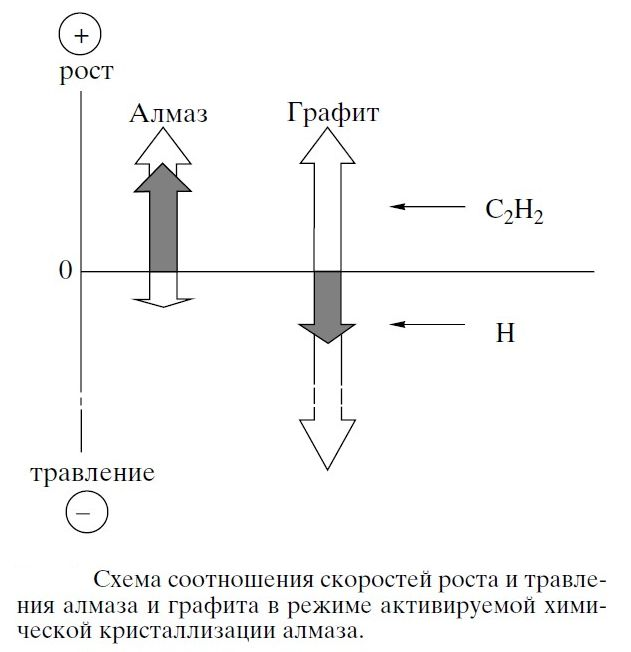 +
рост
Алмаз
Графит
C₂H₂
0
H
травление
–
Схема соотношения скоростей роста и травле-
ния алмаза и графита в режиме активируемой хими-
ческой кристаллизации алмаза.